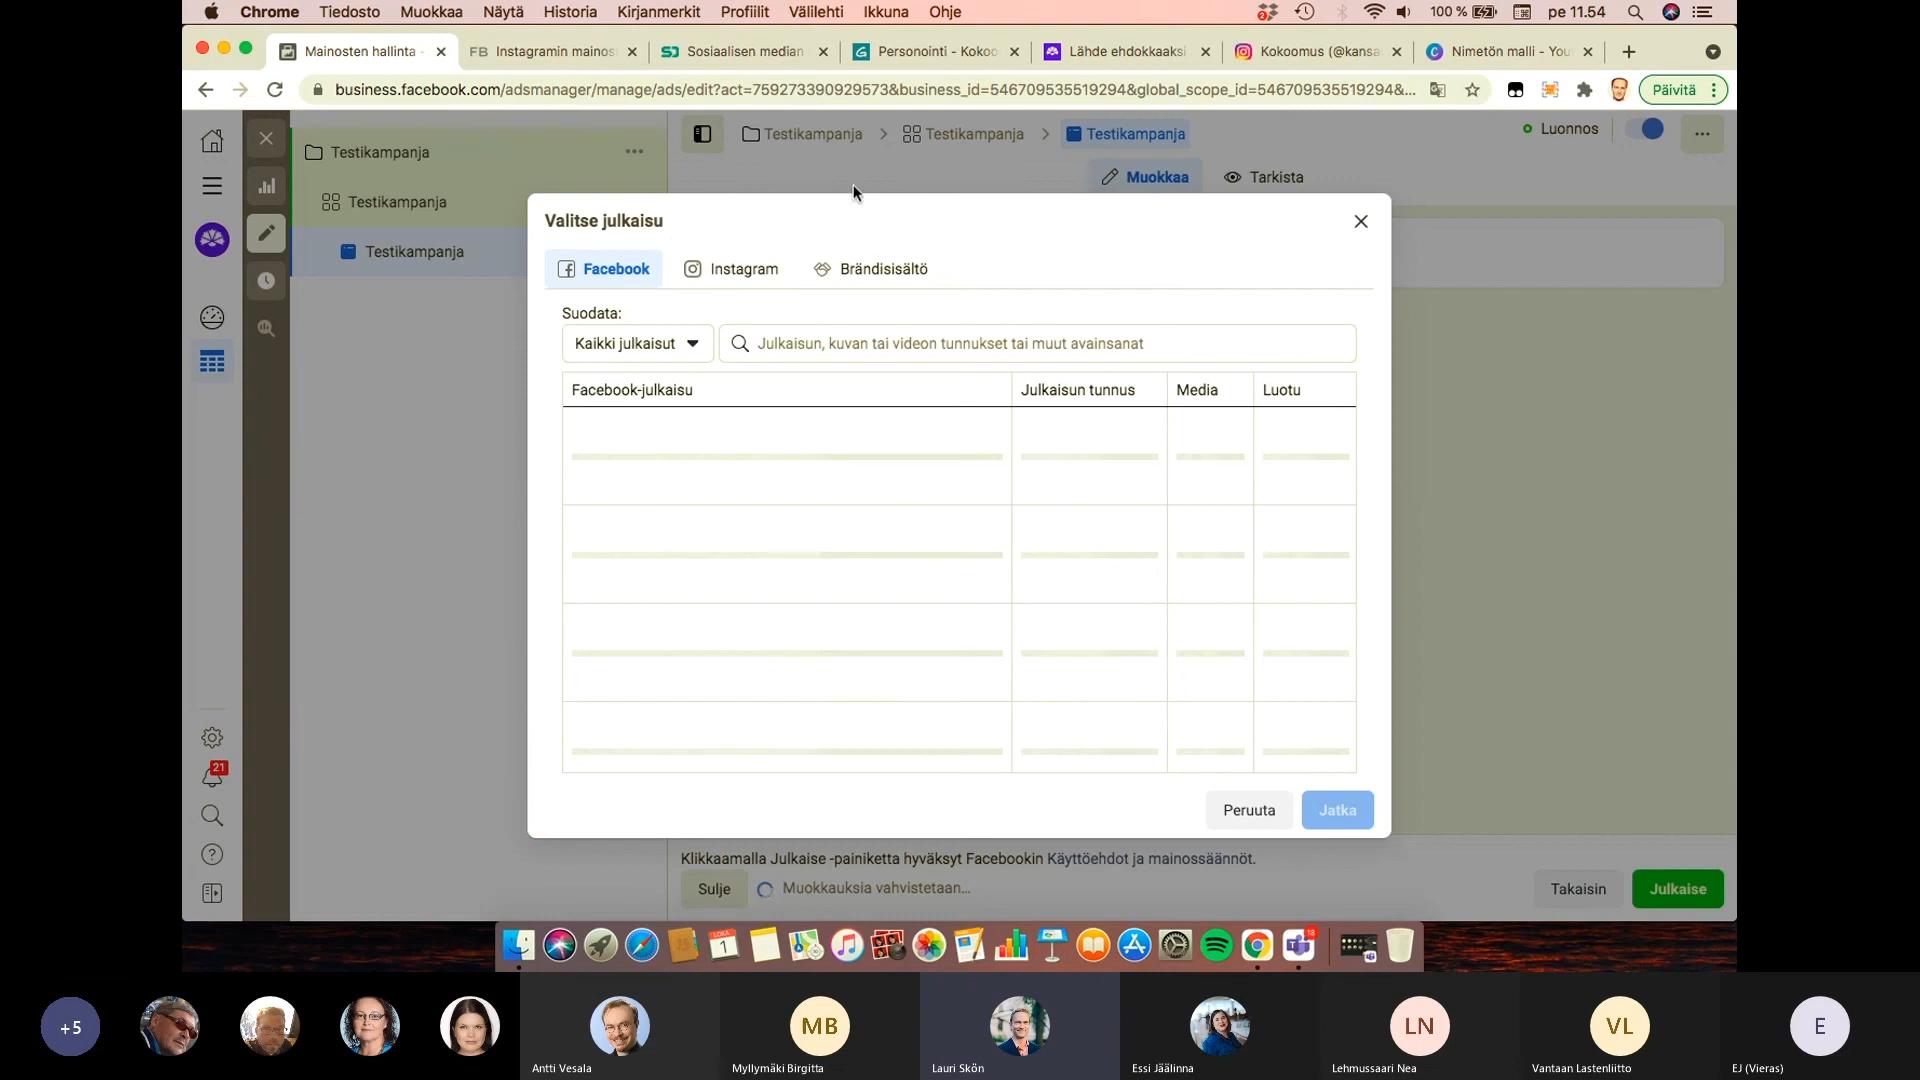 Chrome Tiedosto Muokkaa Näytä Historia Kirjanmerkit Profiilit Välilehti Ikkuna Ohje
2 100 % pe 11.54
Mainosten hallinta -
FB Instagramin mainos
Sosiaalisen median
Personointi - Kokoo
Lähde ehdokkaaksi
Kokoomus (@kansa
Nimetön malli - You
business.facebook.com/adsmanager/manage/ads/edit?act=759273390929573&business_id=546709535519294&global_scope_id=546709535519294&...
Päivitä
Testikampanja
Testikampanja
Testikampanja
Testikampanja > Testikampanja > Testikampanja
Luonnos
Muokkaa
Tarkista
Valitse julkaisu
Facebook
Instagram
Brändisisältö
Suodata:
Kaikki julkaisut
Julkaisun, kuvan tai videon tunnukset tai muut avainsanat
Facebook-julkaisu Julkaisun tunnus Media Luotu
Peruuta
Jatka
21
Klikkaamalla Julkaise -painiketta hyväksyt Facebookin Käyttöehdot ja mainossäännöt.
Sulje
Muokkauksia vahvistetaan...
Takaisin
Julkaise
LOKA
1
13
+5
MB
LN
VL
E
Antti Vesala
Myllymäki Birgitta
Lauri Skön
Essi Jäälinna
Lehmussaari Nea
Vantaan Lastenliitto
EJ (Vieras)